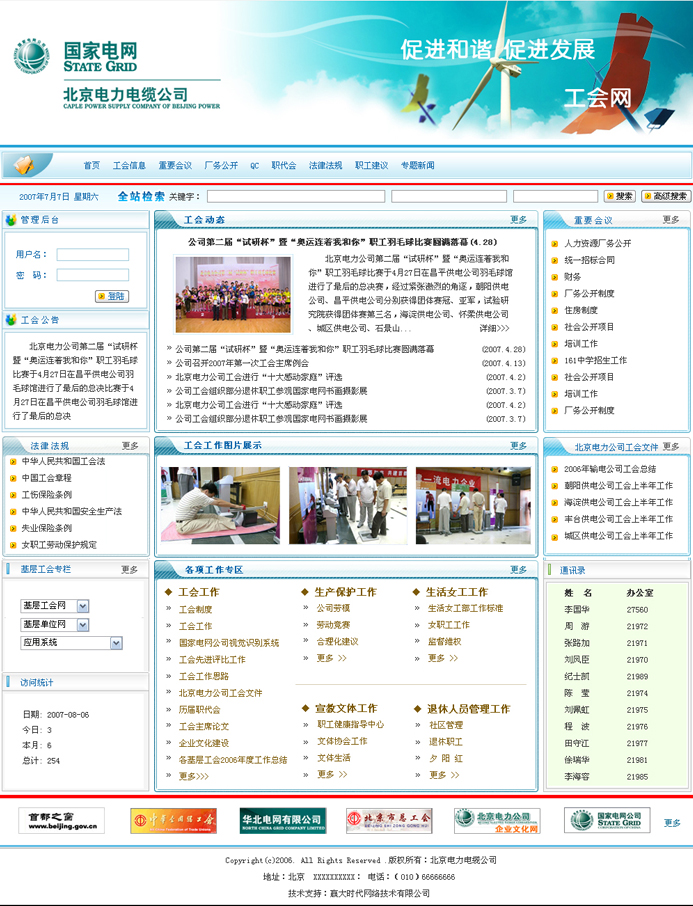 国家电网
STATE GRID
北京电力电缆公司
CAPLE POWER SUPPLY COMPANY OF BEIJING POWER
促进和谐 促进发展
工会网
首页 工会信息 重要会议 厂务公开 QC 职代会 法律法规 职工建议 专题新闻
2007年7月7日 星期六 全站检索 关键字： 搜索 高级搜索
管理后台
用户名：
密 码：
登陆
工会公告
北京电力公司第二届“试研杯”
暨“奥运连着我和你”职工羽毛球
比赛于4月27日在昌平供电公司羽
毛球馆进行了最后的总决比赛于4
月27日在昌平供电公司羽毛球馆进
行了最后的总决
工会动态 更多
公司第二届“试研杯”暨“奥运连着我和你”职工羽毛球比赛圆满落幕(4.28)
北京电力公司第二届“试研杯”暨“奥运连着我和
你”职工羽毛球比赛于4月27日在昌平供电公司羽毛球馆
进行了最后的总决赛，经过紧张激烈的角逐，朝阳供电公
司、昌平供电公司分别获得团体赛冠、亚军，试验研
究院获得团体赛第三名，海淀供电公司、怀柔供电公司
、城区供电公司、石景山... 详细>>>
» 公司第二届“试研杯”暨“奥运连着我和你”职工羽毛球比赛圆满落幕 (2007.4.28)
» 公司召开2007年第一次工会主席例会 (2007.4.13)
» 北京电力公司工会进行“十大感动家庭”评选 (2007.4.2)
» 公司工会组织部分退休职工参观国家电网书画摄影展 (2007.3.7)
» 北京电力公司工会进行“十大感动家庭”评选 (2007.4.2)
» 公司工会组织部分退休职工参观国家电网书画摄影展 (2007.3.7)
重要会议 更多
人力资源厂务公开
统一招标合同
财务
厂务公开制度
住房制度
社会公开项目
培训工作
161中学招生工作
社会公开项目
培训工作
厂务公开制度
法律法规 更多
中华人民共和国工会法
中国工会章程
工伤保险条例
中华人民共和国安全生产法
失业保险条例
女职工劳动保护规定
工会工作图片展示 更多
一流电力企业
北京电力公司工会文件 更多
2006年输电公司工会总结
朝阳供电公司工会上半年工作
海淀供电公司工会上半年工作
丰台供电公司工会上半年工作
城区供电公司工会上半年工作
基层工会专栏 更多
基层工会网
基层单位网
应用系统
访问统计
日期：2007-08-06
今日：3
本月：6
总计：254
各项工作专区 更多
工会工作
» 工会制度
» 工会工作
» 国家电网公司视觉识别系统
» 工会先进评比工作
» 工会工作思路
» 北京电力公司工会文件
» 历届职代会
» 工会主席论文
» 企业文化建设
» 各基层工会2006年度工作总结
» 更多>>>
生产保护工作
» 公司劳模
» 劳动竞赛
» 合理化建议
» 更多 >>
生活女工工作
» 生活女工部工作标准
» 女职工工作
» 监督维权
» 更多 >>
宣教文体工作
» 职工健康指导中心
» 文体协会工作
» 文体生活
» 更多 >>
退休人员管理工作
» 社区管理
» 退休职工
» 夕 阳 红
» 更多 >>
通讯录
姓 名 办公室
李国华 27560
周 游 21972
张路加 21971
刘凤臣 21970
纪士凯 21989
陈 莹 21974
刘佩虹 21975
程 波 21976
田守江 21977
徐瑞华 21981
李海容 21985
首都之窗
www.beijing.gov.cn
中华全国总工会
华北电网有限公司
NORTH CHINA GRID COMPANY LIMITED
北京市总工会
北京电力公司
企业文化网
国家电网公司
STATE GRID
更多
Copyright(c)2006. All Rights Reserved .版权所有：北京电力电缆公司
地址：北京 XXXXXXXXXX： 电话：（010）66666666
技术支持：嬴大时代网络技术有限公司